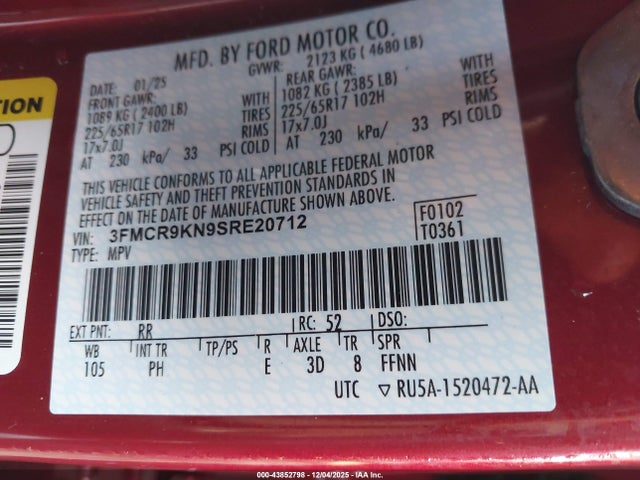 MFD. BY FORD MOTOR CO.
GVWR: 2123 KG (4680 LB)
DATE: 01/25
FRONT GAWR: REAR GAWR: WITH
1089 KG (2400 LB) WITH 1082 KG (2385 LB) TIRES
225/65R17 102H TIRES 225/65R17 102H RIMS
17x7.0J RIMS 17x7.0J
AT 230 kPa/ 33 PSI COLD AT 230 kPa/ 33 PSI COLD
THIS VEHICLE CONFORMS TO ALL APPLICABLE FEDERAL MOTOR
VEHICLE SAFETY AND THEFT PREVENTION STANDARDS IN
EFFECT ON THE DATE OF MANUFACTURE SHOWN ABOVE.
VIN: 3FMCR9KN9SRE20712 F0102
TYPE: MPV T0361
EXT PNT: RR RC: 52 DSO:
WB INT TR TP/PS R AXLE TR SPR
105 PH E 3D 8 FFNN
UTC ▽RU5A-1520472-AA
000-43852798 - 12/04/2025 - IAA Inc.